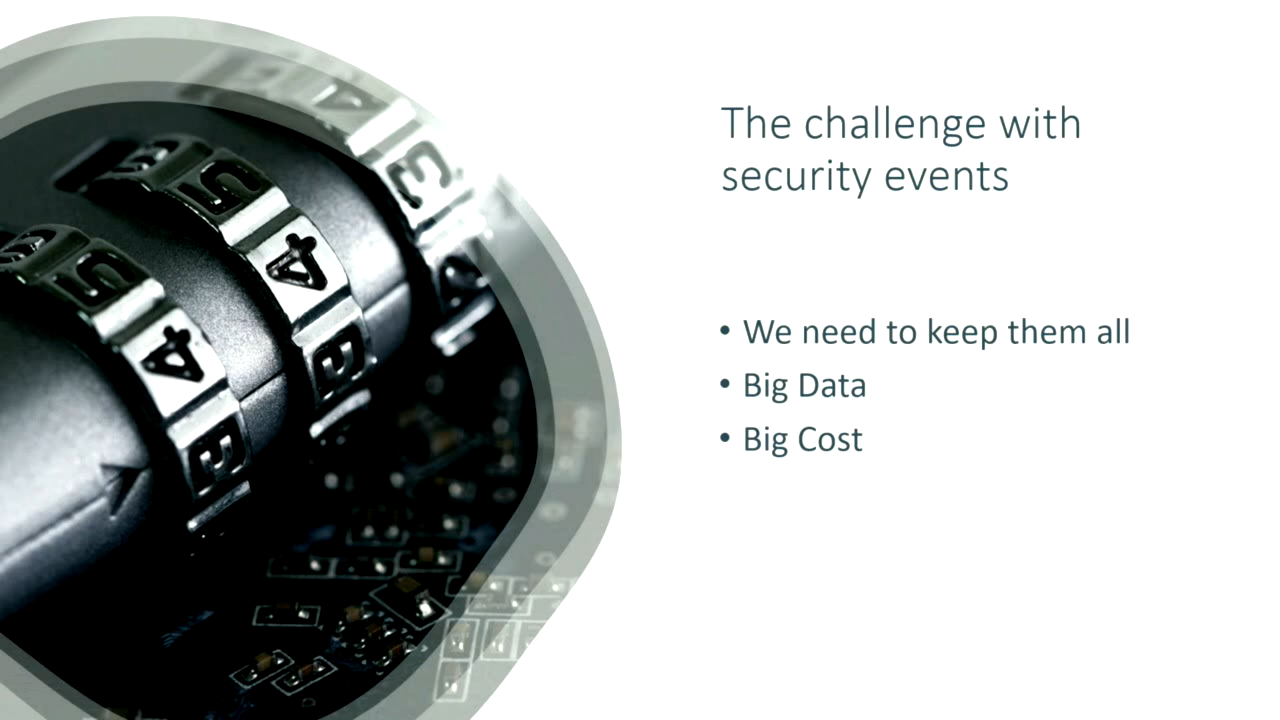 The challenge with
security events
• We need to keep them all
• Big Data
• Big Cost